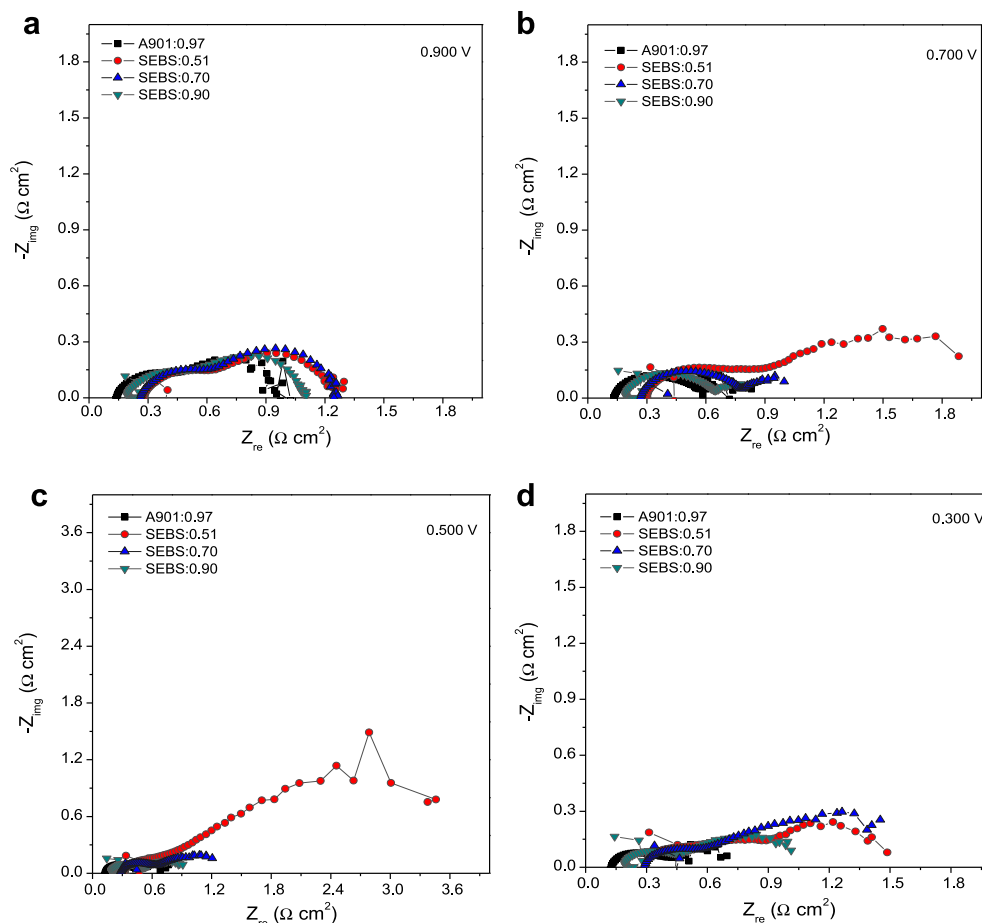 a
A901:0.97
SEBS:0.51
SEBS:0.70
SEBS:0.90
0.900 V
1.8
1.5
1.2
0.9
0.6
0.3
0.0
0.0 0.3 0.6 0.9 1.2 1.5 1.8
-Z_img (Ω cm²)
Z_re (Ω cm²)
b
A901:0.97
SEBS:0.51
SEBS:0.70
SEBS:0.90
0.700 V
1.8
1.5
1.2
0.9
0.6
0.3
0.0
0.0 0.3 0.6 0.9 1.2 1.5 1.8
-Z_img (Ω cm²)
Z_re (Ω cm²)
c
A901:0.97
SEBS:0.51
SEBS:0.70
SEBS:0.90
0.500 V
3.6
3.0
2.4
1.8
1.2
0.6
0.0
0.0 0.6 1.2 1.8 2.4 3.0 3.6
-Z_img (Ω cm²)
Z_re (Ω cm²)
d
A901:0.97
SEBS:0.51
SEBS:0.70
SEBS:0.90
0.300 V
1.8
1.5
1.2
0.9
0.6
0.3
0.0
0.0 0.3 0.6 0.9 1.2 1.5 1.8
-Z_img (Ω cm²)
Z_re (Ω cm²)